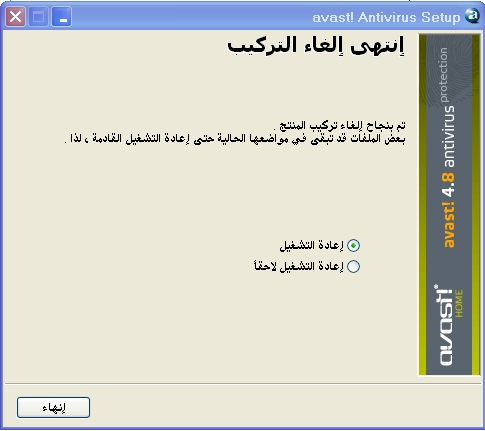 avast! Antivirus Setup
إنتهى إلغاء التركيب
تم بنجاح إلغاء تركيب المنتج .
بعض الملفات قد تبقى في مواضعها الحالية حتى إعادة التشغيل القادمة ، لذا .
إعادة التشغيل
إعادة التشغيل لاحقاً
avast! 4.8 antivirus protection
avast!
HOME
إنهاء